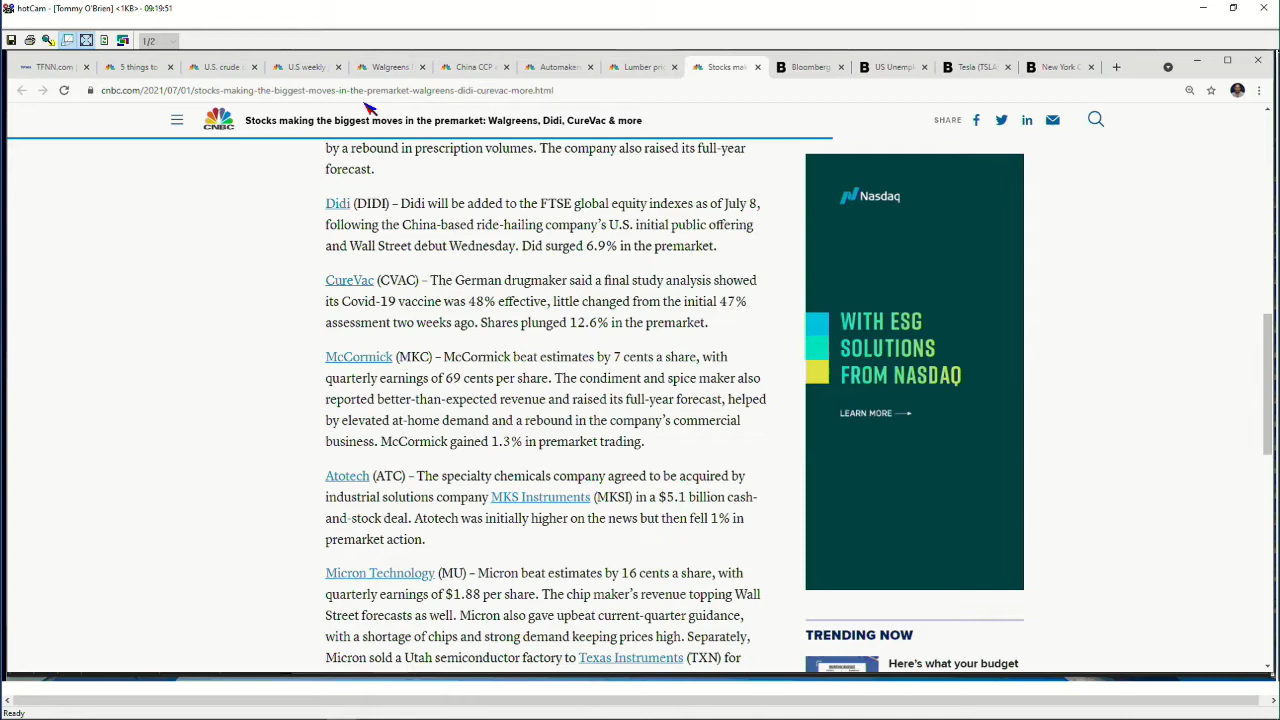 hotCam - [Tommy O'Brien] <1KB> - 09:19:51
1/2
TFNN.com |
5 things to
U.S. crude
U.S weekly
Walgreens
China CCP
Automakers
Lumber pri
Stocks mak
Bloomberg
US Unempl
Tesla (TSLA
New York C
cnbc.com/2021/07/01/stocks-making-the-biggest-moves-in-the-premarket-walgreens-didi-curevac-more.html
CNBC
Stocks making the biggest moves in the premarket: Walgreens, Didi, CureVac & more
SHARE
by a rebound in prescription volumes. The company also raised its full-year
forecast.
Didi (DIDI) – Didi will be added to the FTSE global equity indexes as of July 8,
following the China-based ride-hailing company's U.S. initial public offering
and Wall Street debut Wednesday. Did surged 6.9% in the premarket.
CureVac (CVAC) – The German drugmaker said a final study analysis showed
its Covid-19 vaccine was 48% effective, little changed from the initial 47%
assessment two weeks ago. Shares plunged 12.6% in the premarket.
McCormick (MKC) – McCormick beat estimates by 7 cents a share, with
quarterly earnings of 69 cents per share. The condiment and spice maker also
reported better-than-expected revenue and raised its full-year forecast, helped
by elevated at-home demand and a rebound in the company's commercial
business. McCormick gained 1.3% in premarket trading.
Atotech (ATC) – The specialty chemicals company agreed to be acquired by
industrial solutions company MKS Instruments (MKSI) in a $5.1 billion cash-
and-stock deal. Atotech was initially higher on the news but then fell 1% in
premarket action.
Micron Technology (MU) – Micron beat estimates by 16 cents a share, with
quarterly earnings of $1.88 per share. The chip maker's revenue topping Wall
Street forecasts as well. Micron also gave upbeat current-quarter guidance,
with a shortage of chips and strong demand keeping prices high. Separately,
Micron sold a Utah semiconductor factory to Texas Instruments (TXN) for
Nasdaq
WITH ESG
SOLUTIONS
FROM NASDAQ
LEARN MORE
TRENDING NOW
Here's what your budget
Ready